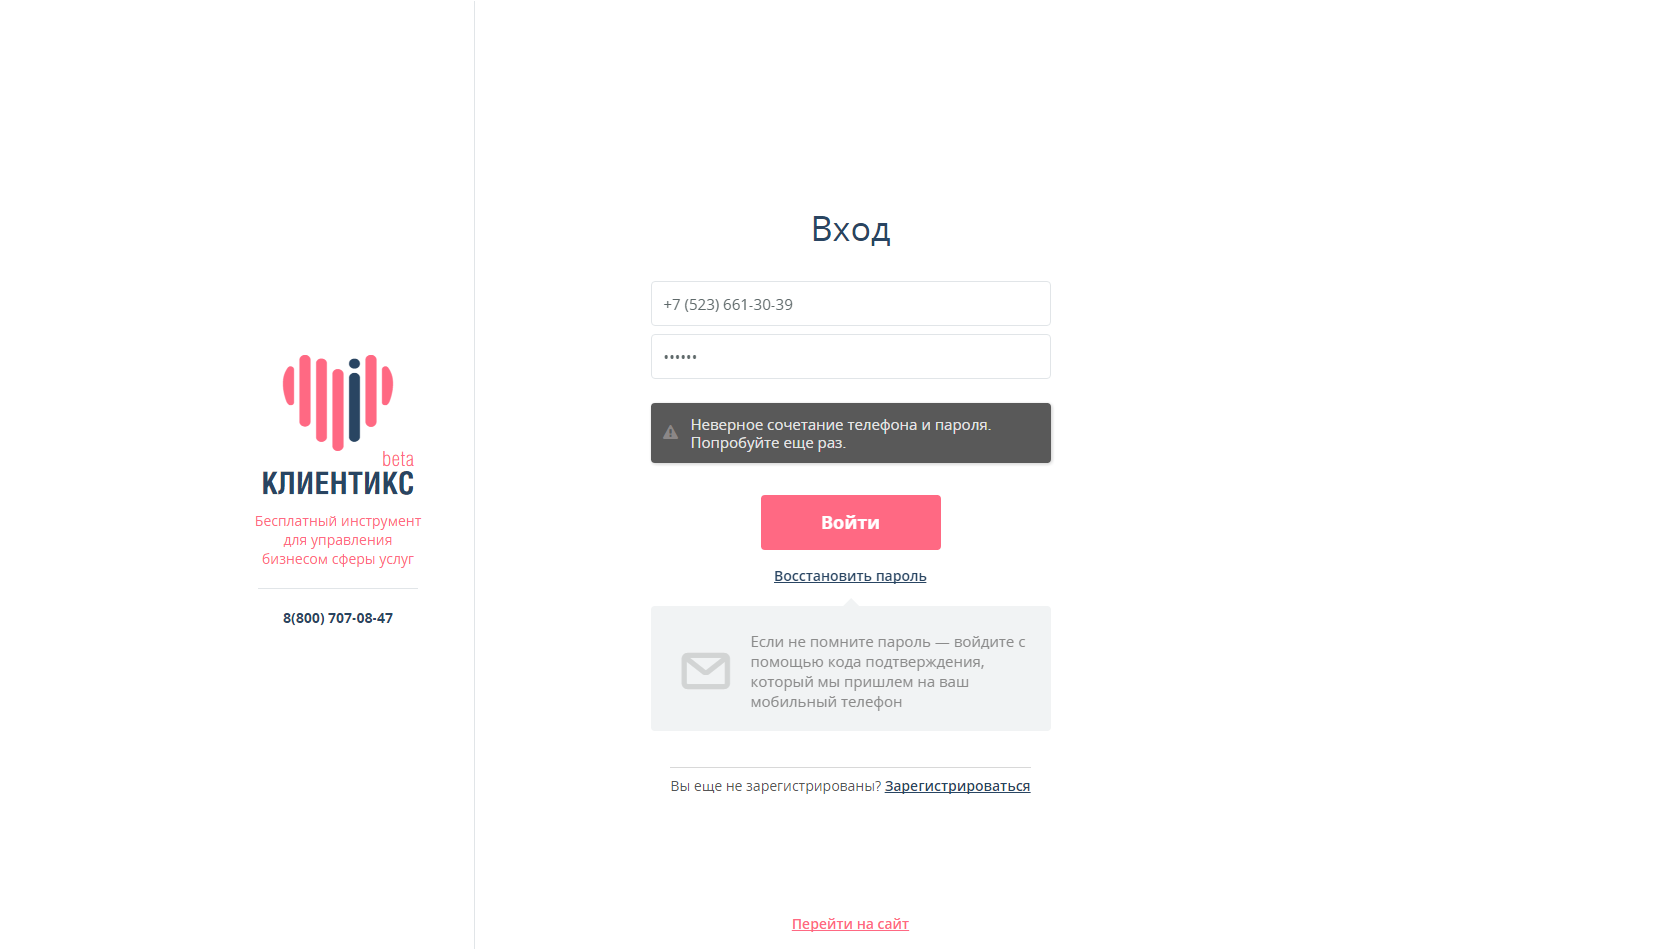 beta
КЛИЕНТИКС
Бесплатный инструмент
для управления
бизнесом сферы услуг
8(800) 707-08-47
Вход
+7 (523) 661-30-39
••••••
Неверное сочетание телефона и пароля.
Попробуйте еще раз.
Войти
Восстановить пароль
Если не помните пароль — войдите с
помощью кода подтверждения,
который мы пришлем на ваш
мобильный телефон
Вы еще не зарегистрированы? Зарегистрироваться
Перейти на сайт